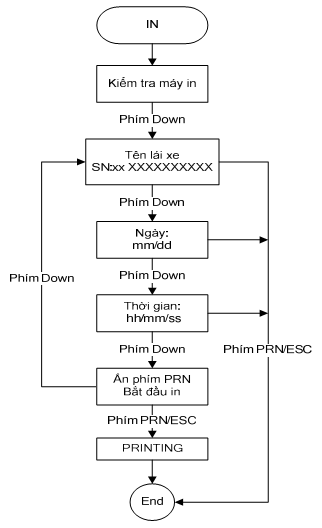 IN
Kiểm tra máy in
Phím Down
Tên lái xe
SN:xx XXXXXXXXXX
Phím Down
Ngày:
mm/dd
Phím Down
Phím Down
Thời gian:
hh/mm/ss
Phím Down
Phím PRN/ESC
Ấn phím PRN
Bắt đầu in
Phím PRN/ESC
PRINTING
End